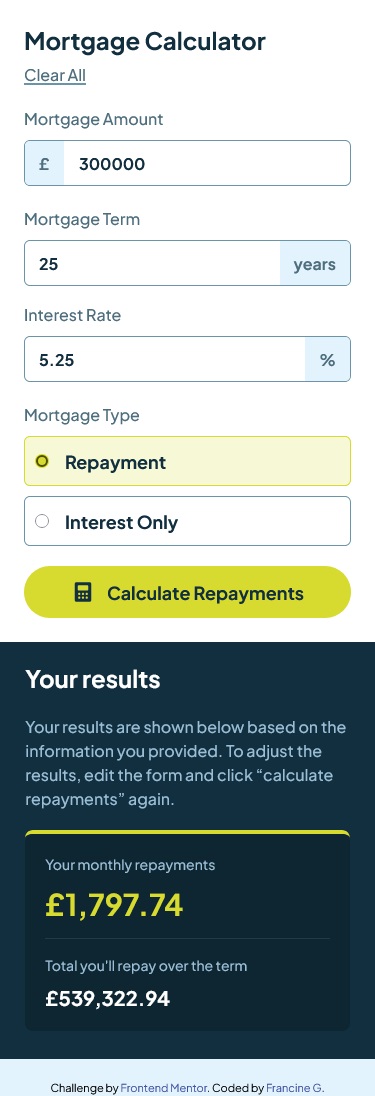 Mortgage Calculator
Clear All
Mortgage Amount
£ 300000
Mortgage Term
25 years
Interest Rate
5.25 %
Mortgage Type
Repayment
Interest Only
Calculate Repayments
Your results
Your results are shown below based on the
information you provided. To adjust the
results, edit the form and click “calculate
repayments” again.
Your monthly repayments
£1,797.74
Total you'll repay over the term
£539,322.94
Challenge by Frontend Mentor. Coded by Francine G.